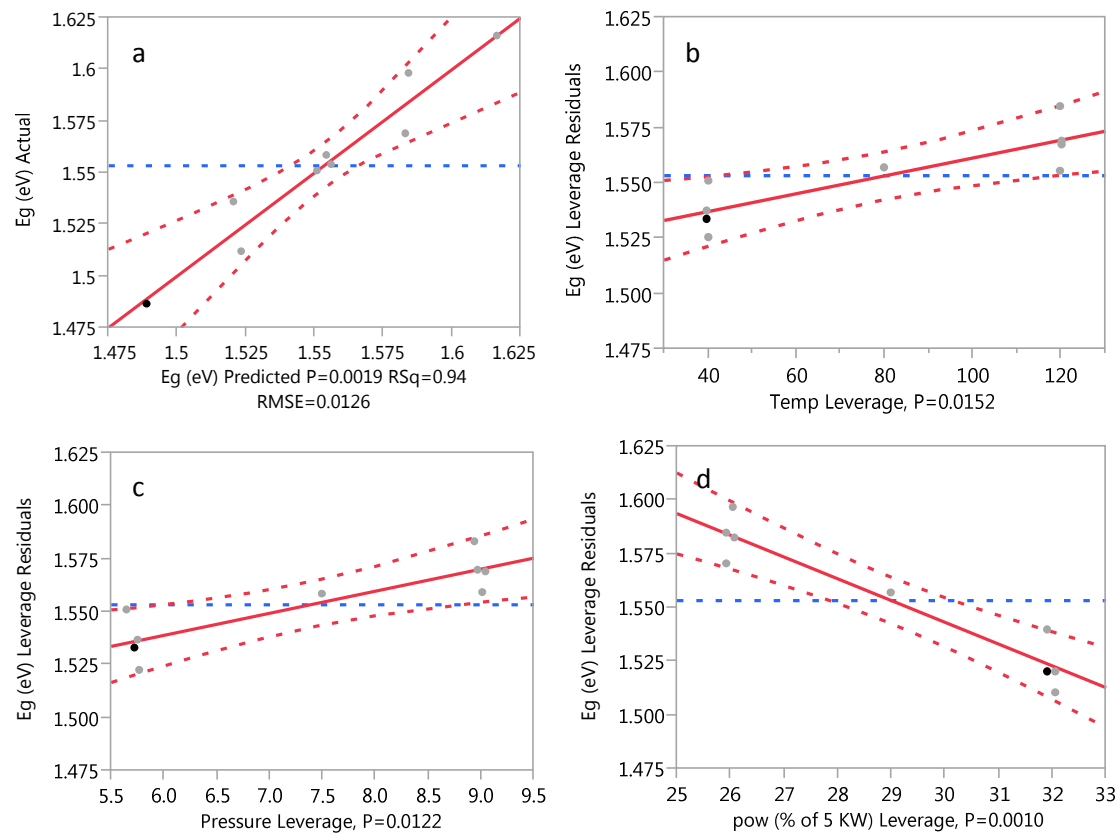 a
1.625
1.6
1.575
1.55
1.525
1.5
1.475
Eg (eV) Actual
1.475 1.5 1.525 1.55 1.575 1.6 1.625
Eg (eV) Predicted P=0.0019 RSq=0.94
RMSE=0.0126
b
1.625
1.600
1.575
1.550
1.525
1.500
1.475
Eg (eV) Leverage Residuals
40 60 80 100 120
Temp Leverage, P=0.0152
c
1.625
1.600
1.575
1.550
1.525
1.500
1.475
Eg (eV) Leverage Residuals
5.5 6.0 6.5 7.0 7.5 8.0 8.5 9.0 9.5
Pressure Leverage, P=0.0122
d
1.625
1.600
1.575
1.550
1.525
1.500
1.475
Eg (eV) Leverage Residuals
25 26 27 28 29 30 31 32 33
pow (% of 5 KW) Leverage, P=0.0010